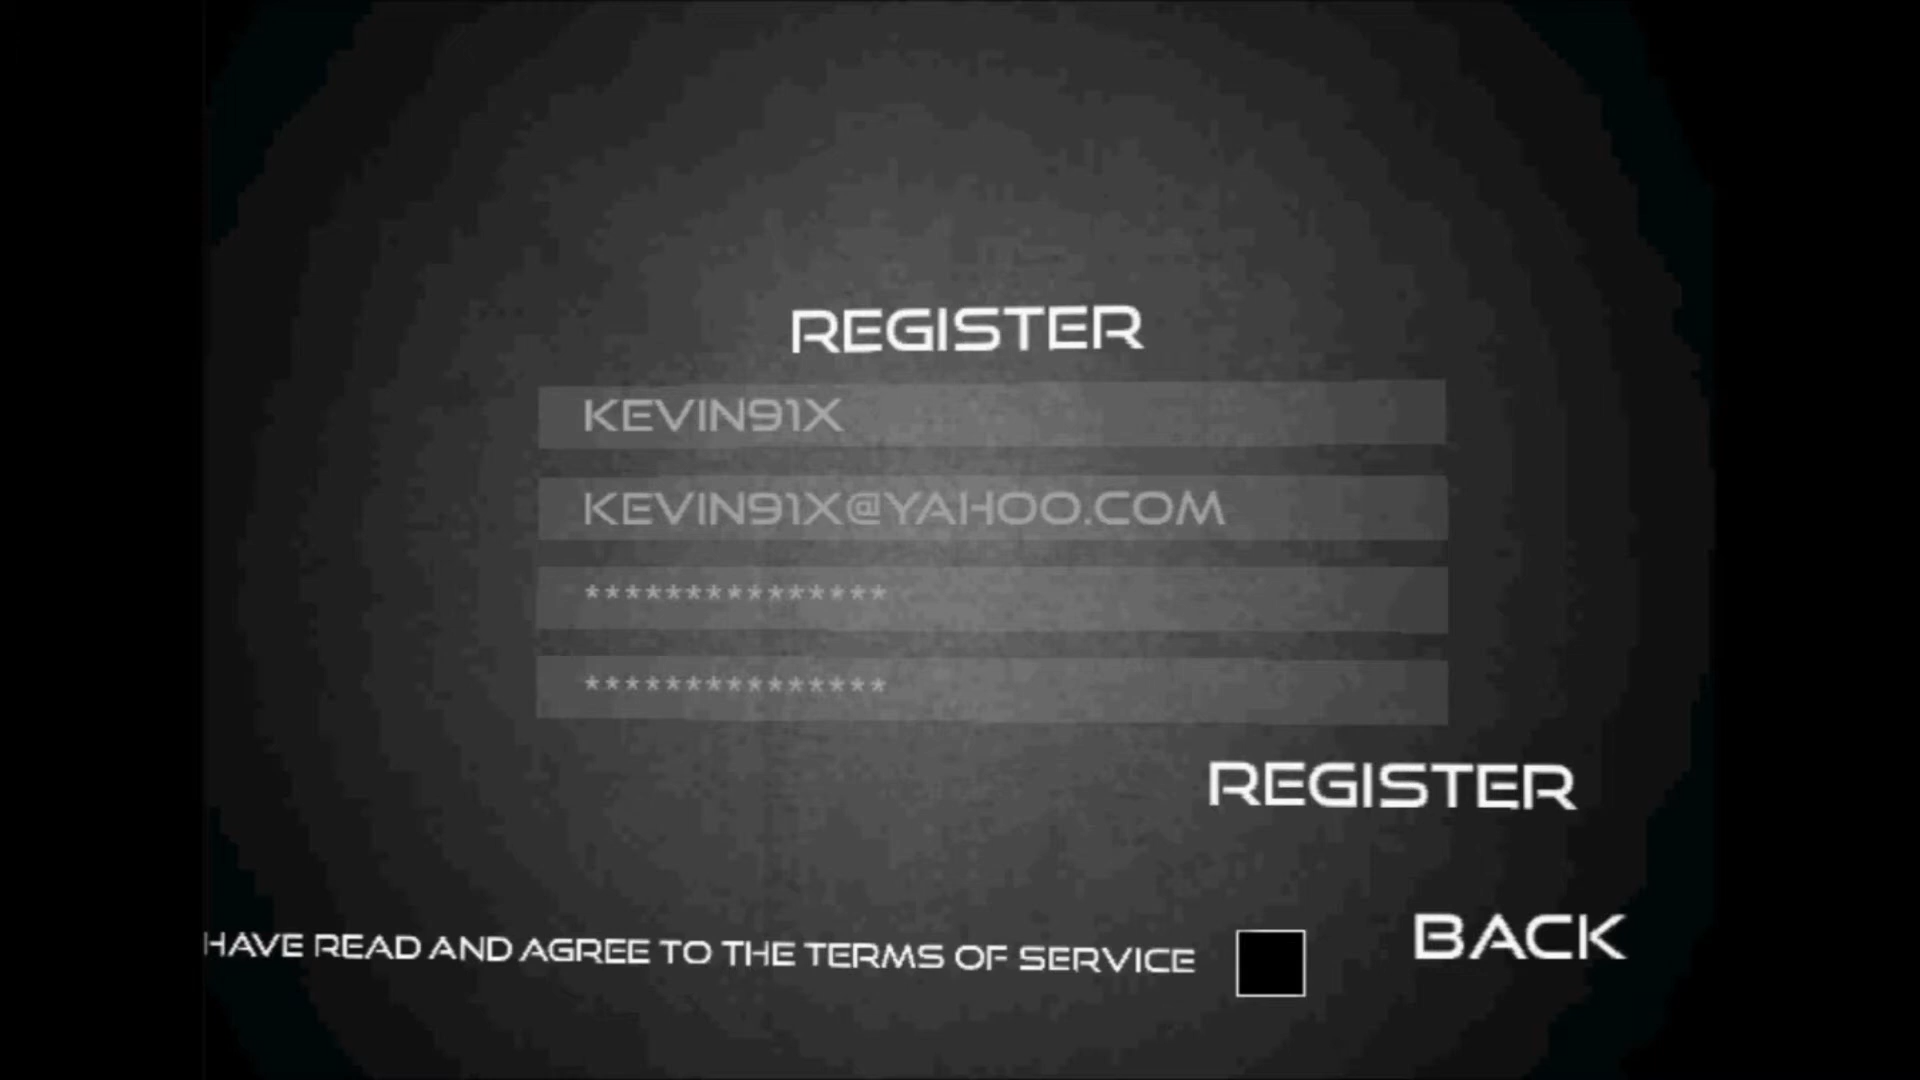 REGISTER
KEVIN91X
KEVIN91X@YAHOO.COM
***************
***************
REGISTER
HAVE READ AND AGREE TO THE TERMS OF SERVICE
BACK